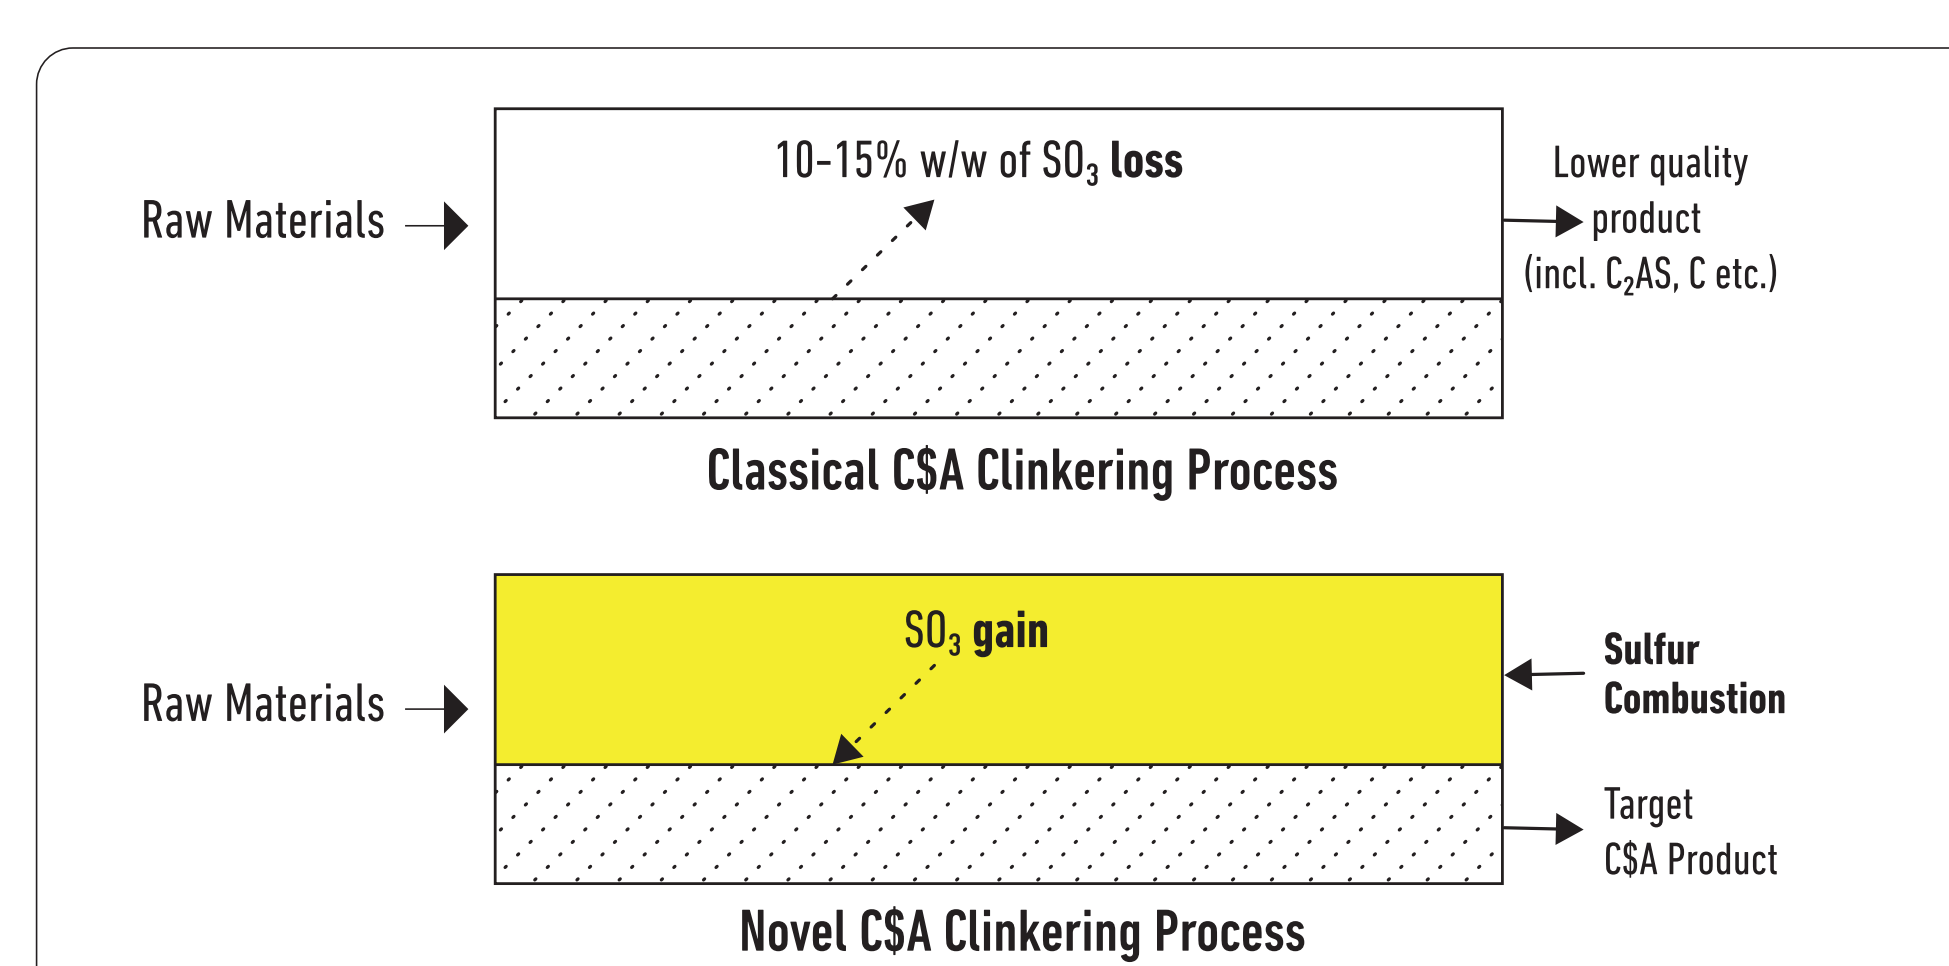 10–15% w/w of SO₃ loss
Raw Materials
Lower quality
product
(incl. C₂AS, C etc.)
Classical C$A Clinkering Process
SO₃ gain
Raw Materials
Sulfur
Combustion
Target
C$A Product
Novel C$A Clinkering Process